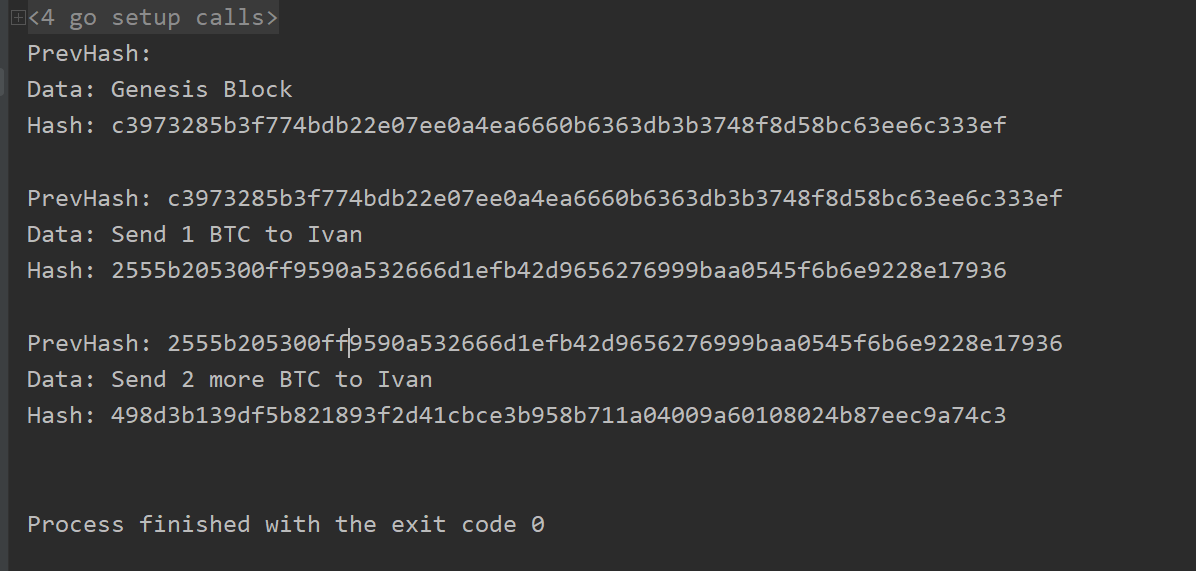 <4 go setup calls>
PrevHash:
Data: Genesis Block
Hash: c3973285b3f774bdb22e07ee0a4ea6660b6363db3b3748f8d58bc63ee6c333ef
PrevHash: c3973285b3f774bdb22e07ee0a4ea6660b6363db3b3748f8d58bc63ee6c333ef
Data: Send 1 BTC to Ivan
Hash: 2555b205300ff9590a532666d1efb42d9656276999baa0545f6b6e9228e17936
PrevHash: 2555b205300ff9590a532666d1efb42d9656276999baa0545f6b6e9228e17936
Data: Send 2 more BTC to Ivan
Hash: 498d3b139df5b821893f2d41cbce3b958b711a04009a60108024b87eec9a74c3
Process finished with the exit code 0